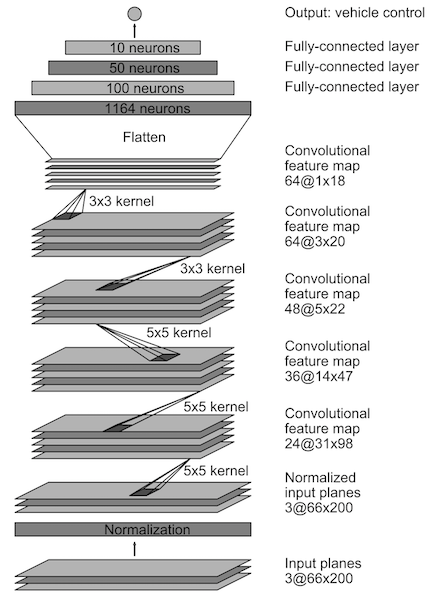 Output: vehicle control
10 neurons
Fully-connected layer
50 neurons
Fully-connected layer
100 neurons
Fully-connected layer
1164 neurons
Flatten
Convolutional
feature map
64@1x18
3x3 kernel
Convolutional
feature map
64@3x20
3x3 kernel
Convolutional
feature map
48@5x22
5x5 kernel
Convolutional
feature map
36@14x47
5x5 kernel
Convolutional
feature map
24@31x98
5x5 kernel
Normalized
input planes
3@66x200
Normalization
Input planes
3@66x200